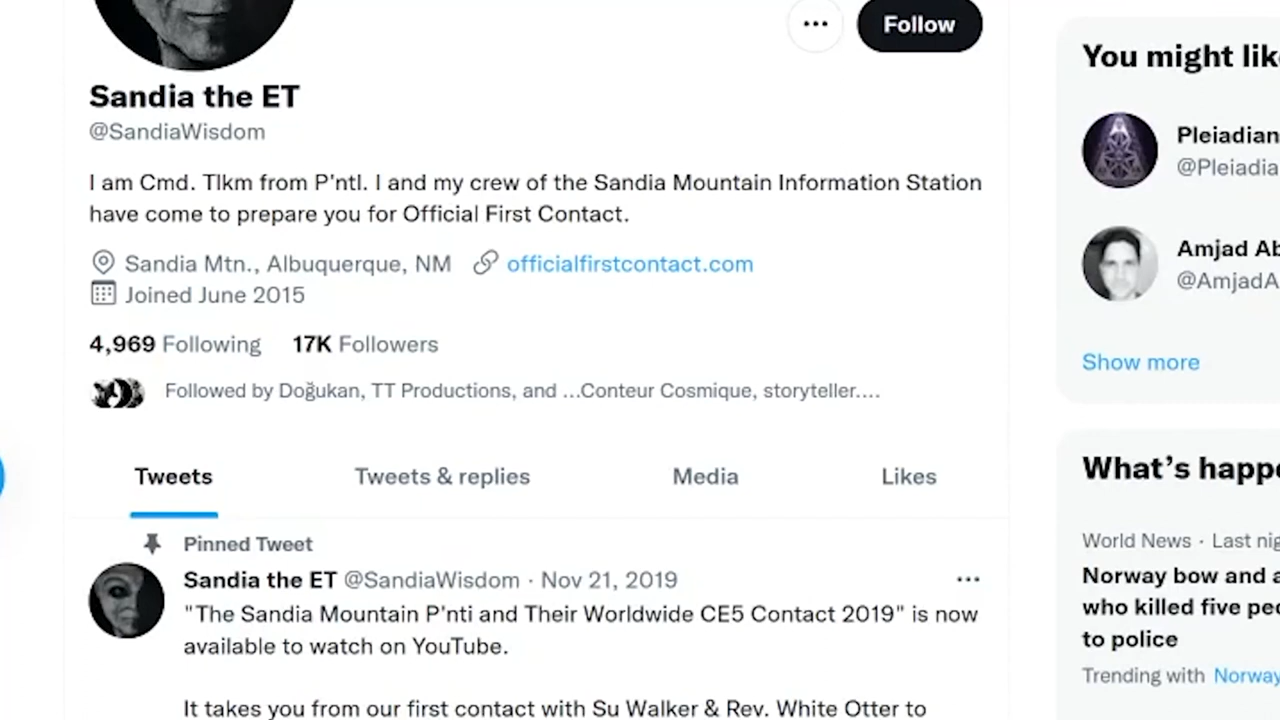 Follow
Sandia the ET
@SandiaWisdom
I am Cmd. Tlkm from P'ntl. I and my crew of the Sandia Mountain Information Station
have come to prepare you for Official First Contact.
Sandia Mtn., Albuquerque, NM officialfirstcontact.com
Joined June 2015
4,969 Following 17K Followers
Followed by Doğukan, TT Productions, and ...Conteur Cosmique, storyteller....
Tweets Tweets & replies Media Likes
Pinned Tweet
Sandia the ET @SandiaWisdom · Nov 21, 2019
"The Sandia Mountain P'nti and Their Worldwide CE5 Contact 2019" is now
available to watch on YouTube.
It takes you from our first contact with Su Walker & Rev. White Otter to
You might lik
Pleiadian
@Pleiadia
Amjad Ab
@AmjadA
Show more
What's happe
World News · Last nig
Norway bow and a
who killed five peo
to police
Trending with Norway